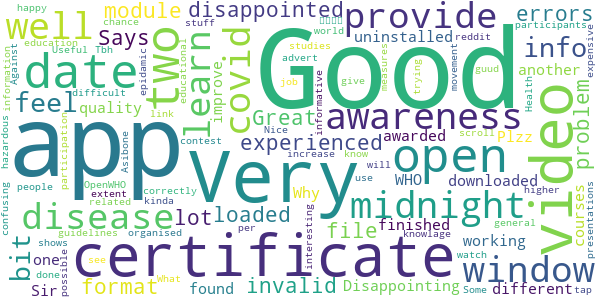 Good
app
Very
certificate
date
video
midnight
window
open
disease
awareness
provide
well
two
learn
covid
info
errors
module
disappointed
uninstalled
another
problem
Says
feel
quality
improve
Great
experienced
awarded
Plzz
downloaded
WHO
courses
working
different
Some
lot
loaded
file
finished
invalid
found
Disappointing
format
bit
one
Sir
Why
chance
happy
education
information
Against
hazardous
Useful
Tbh
epidemic
difficult
link
participation
contest
educational
stuff
advert
world
studies
job
give
informative
Nice
increase
know
measures
trying
movement
participants
reddit
guud
Health
expensive
scroll
will
use
interesting
knowlage
higher
general
presentations
watch
tap
per
What
see
organised
guidelines
related
kinda
correctly
OpenWHO
extent
people
confusing
shows
done
possible
Asibone